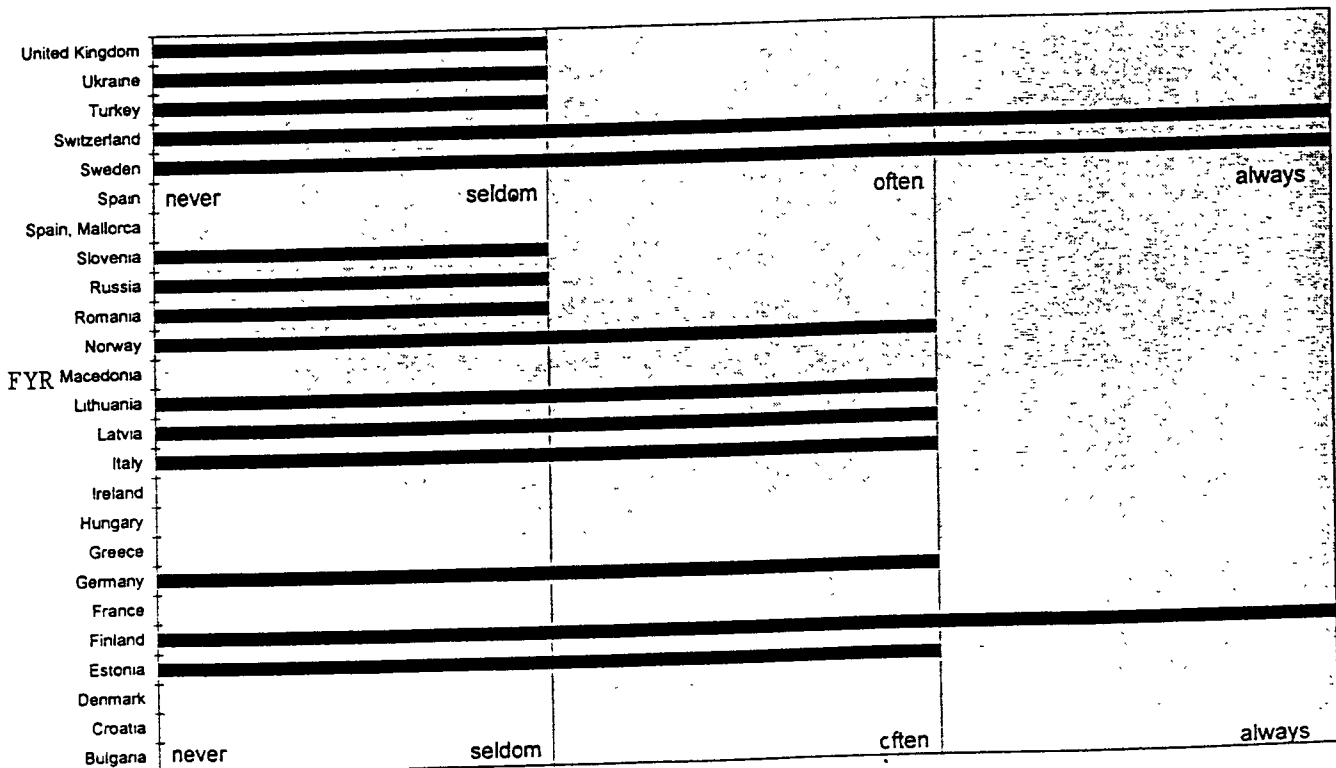 United Kingdom
Ukraine
Turkey
Switzerland
Sweden
Spain never seldom often always
Spain, Mallorca
Slovenia
Russia
Romania
Norway
FYR Macedonia
Lithuania
Latvia
Italy
Ireland
Hungary
Greece
Germany
France
Finland
Estonia
Denmark
Croatia
Bulgaria never seldom cften always